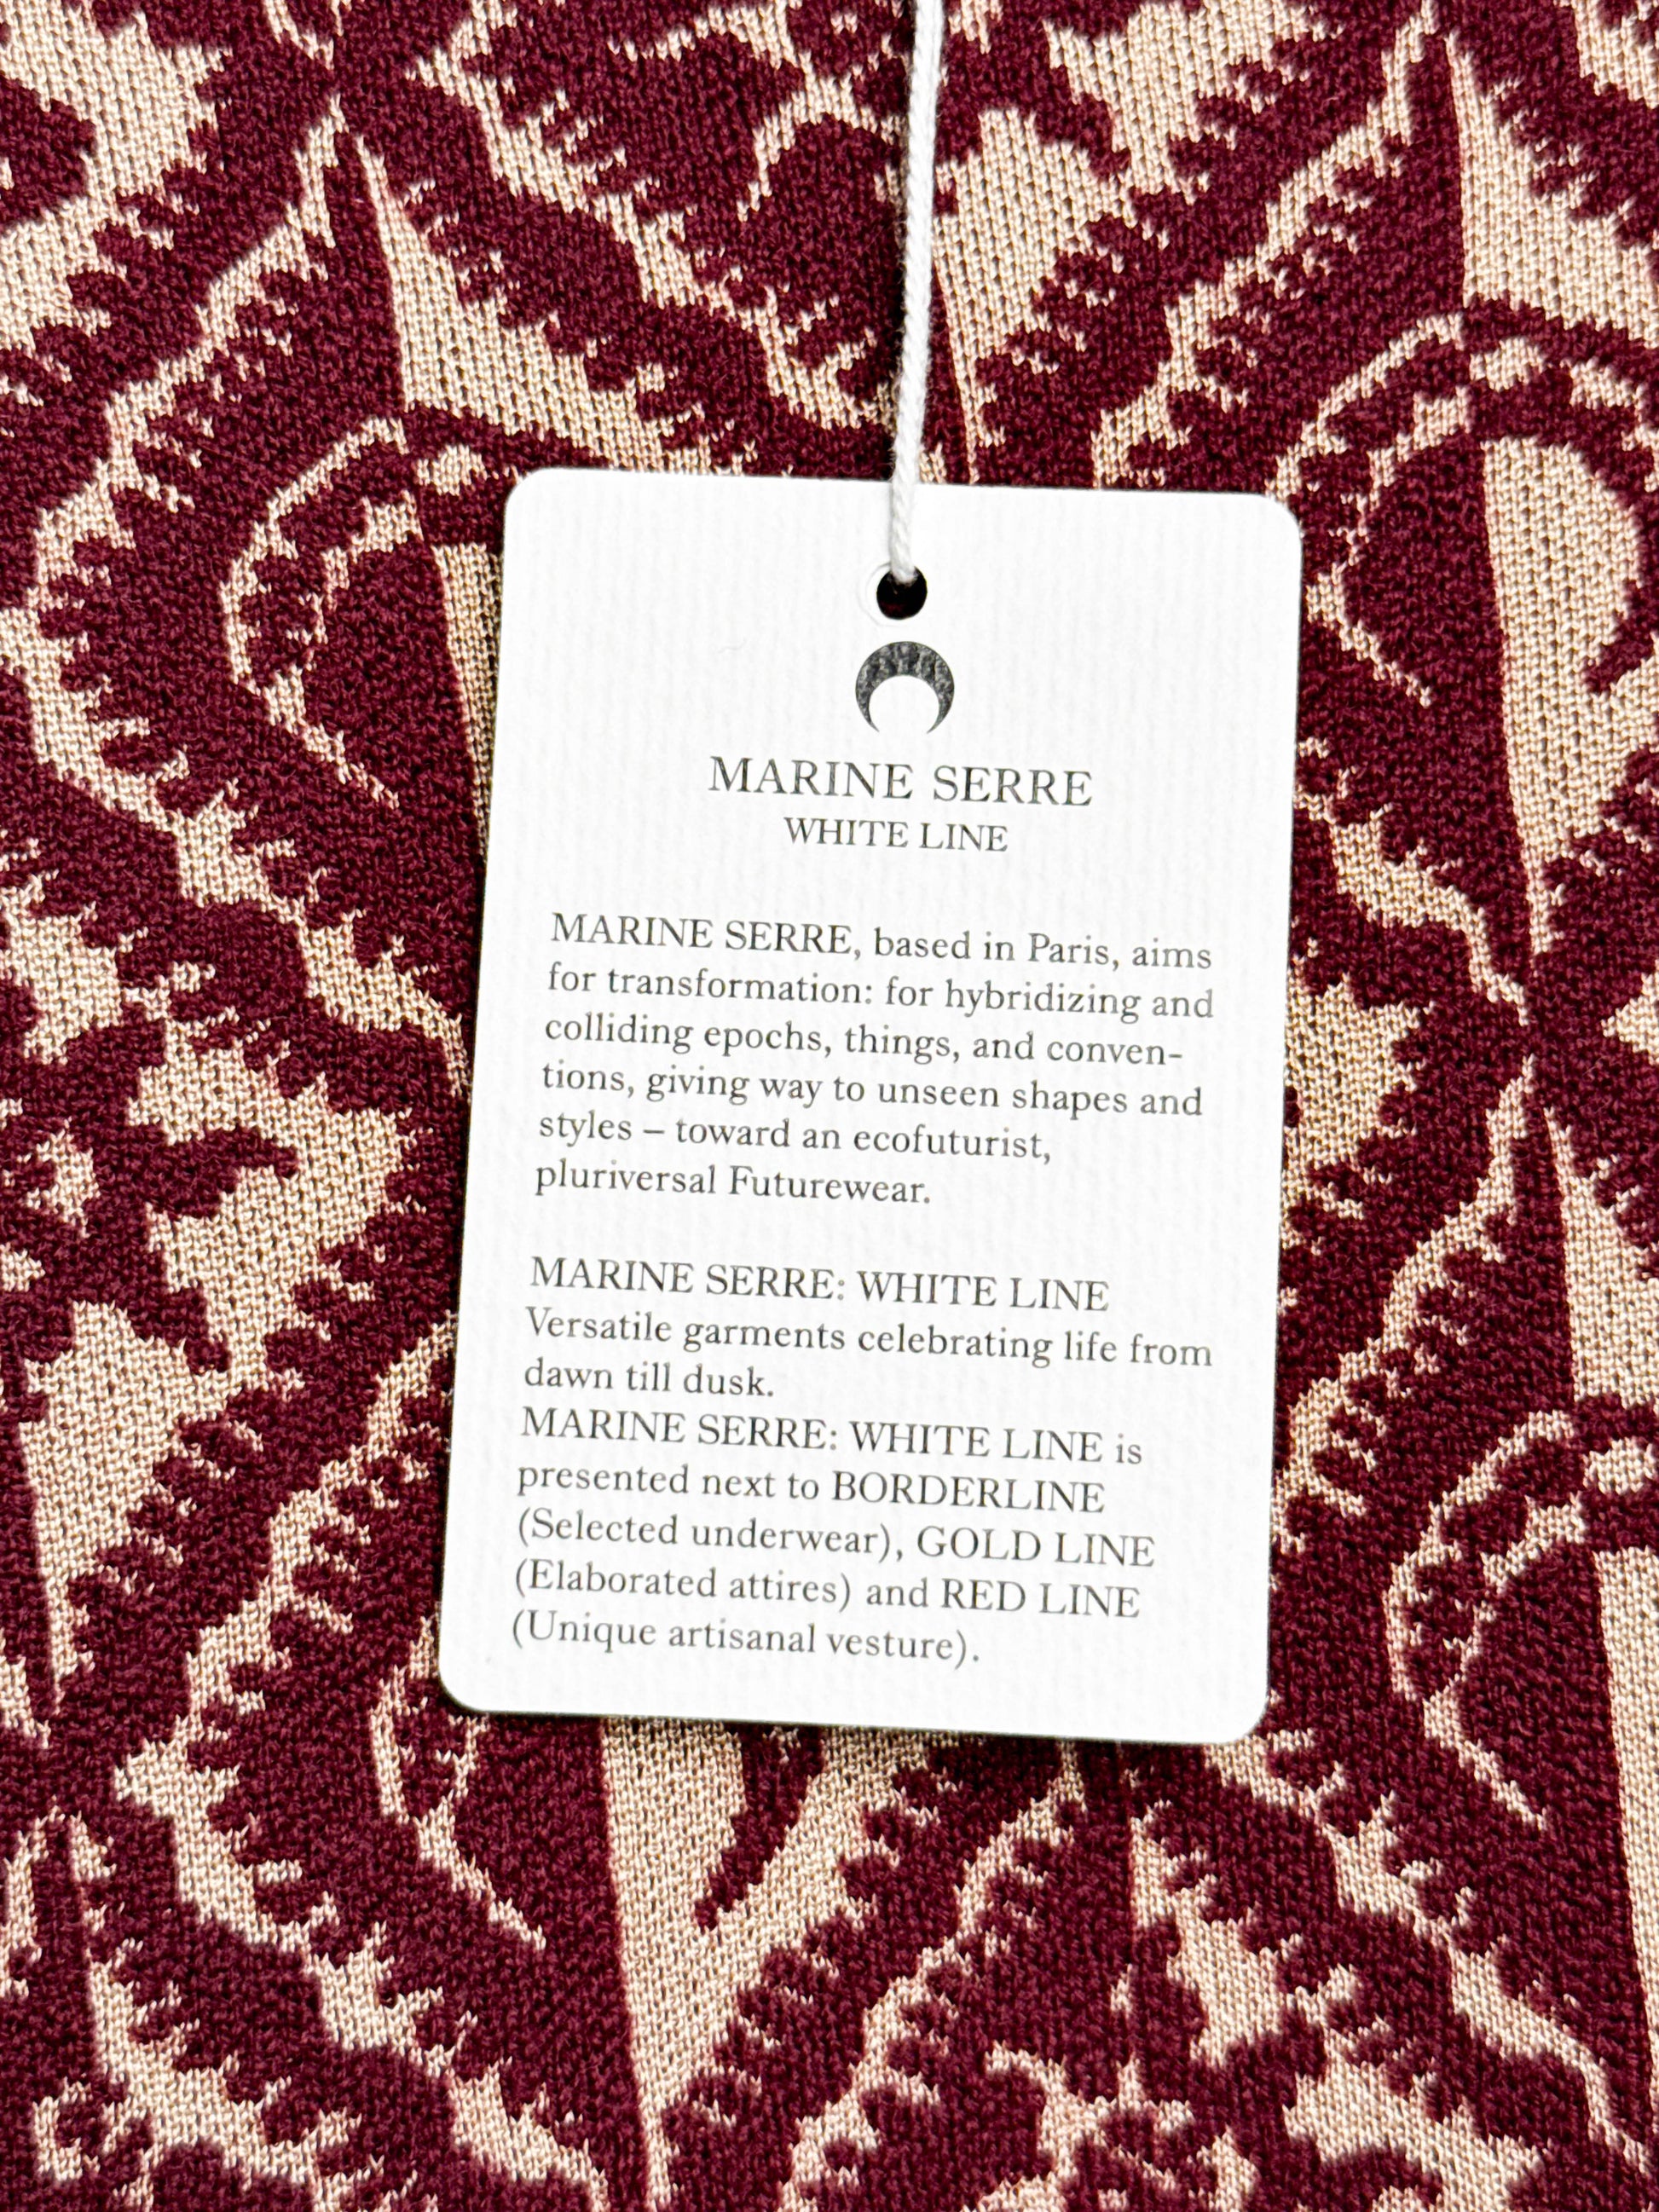 MARINE SERRE
WHITE LINE
MARINE SERRE, based in Paris, aims
for transformation: for hybridizing and
colliding epochs, things, and conven-
tions, giving way to unseen shapes and
styles – toward an ecofuturist,
pluriversal Futurewear.
MARINE SERRE: WHITE LINE
Versatile garments celebrating life from
dawn till dusk.
MARINE SERRE: WHITE LINE is
presented next to BORDERLINE
(Selected underwear), GOLD LINE
(Elaborated attires) and RED LINE
(Unique artisanal vesture).